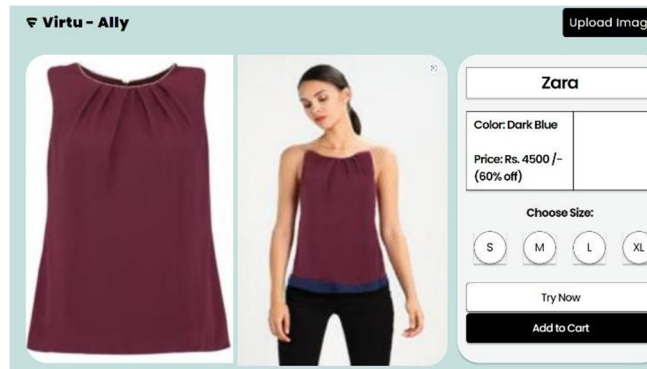 Virtu - Ally
Upload Imag
Zara
Color: Dark Blue
Price: Rs. 4500 /-
(60% off)
Choose Size:
S M L XL
Try Now
Add to Cart